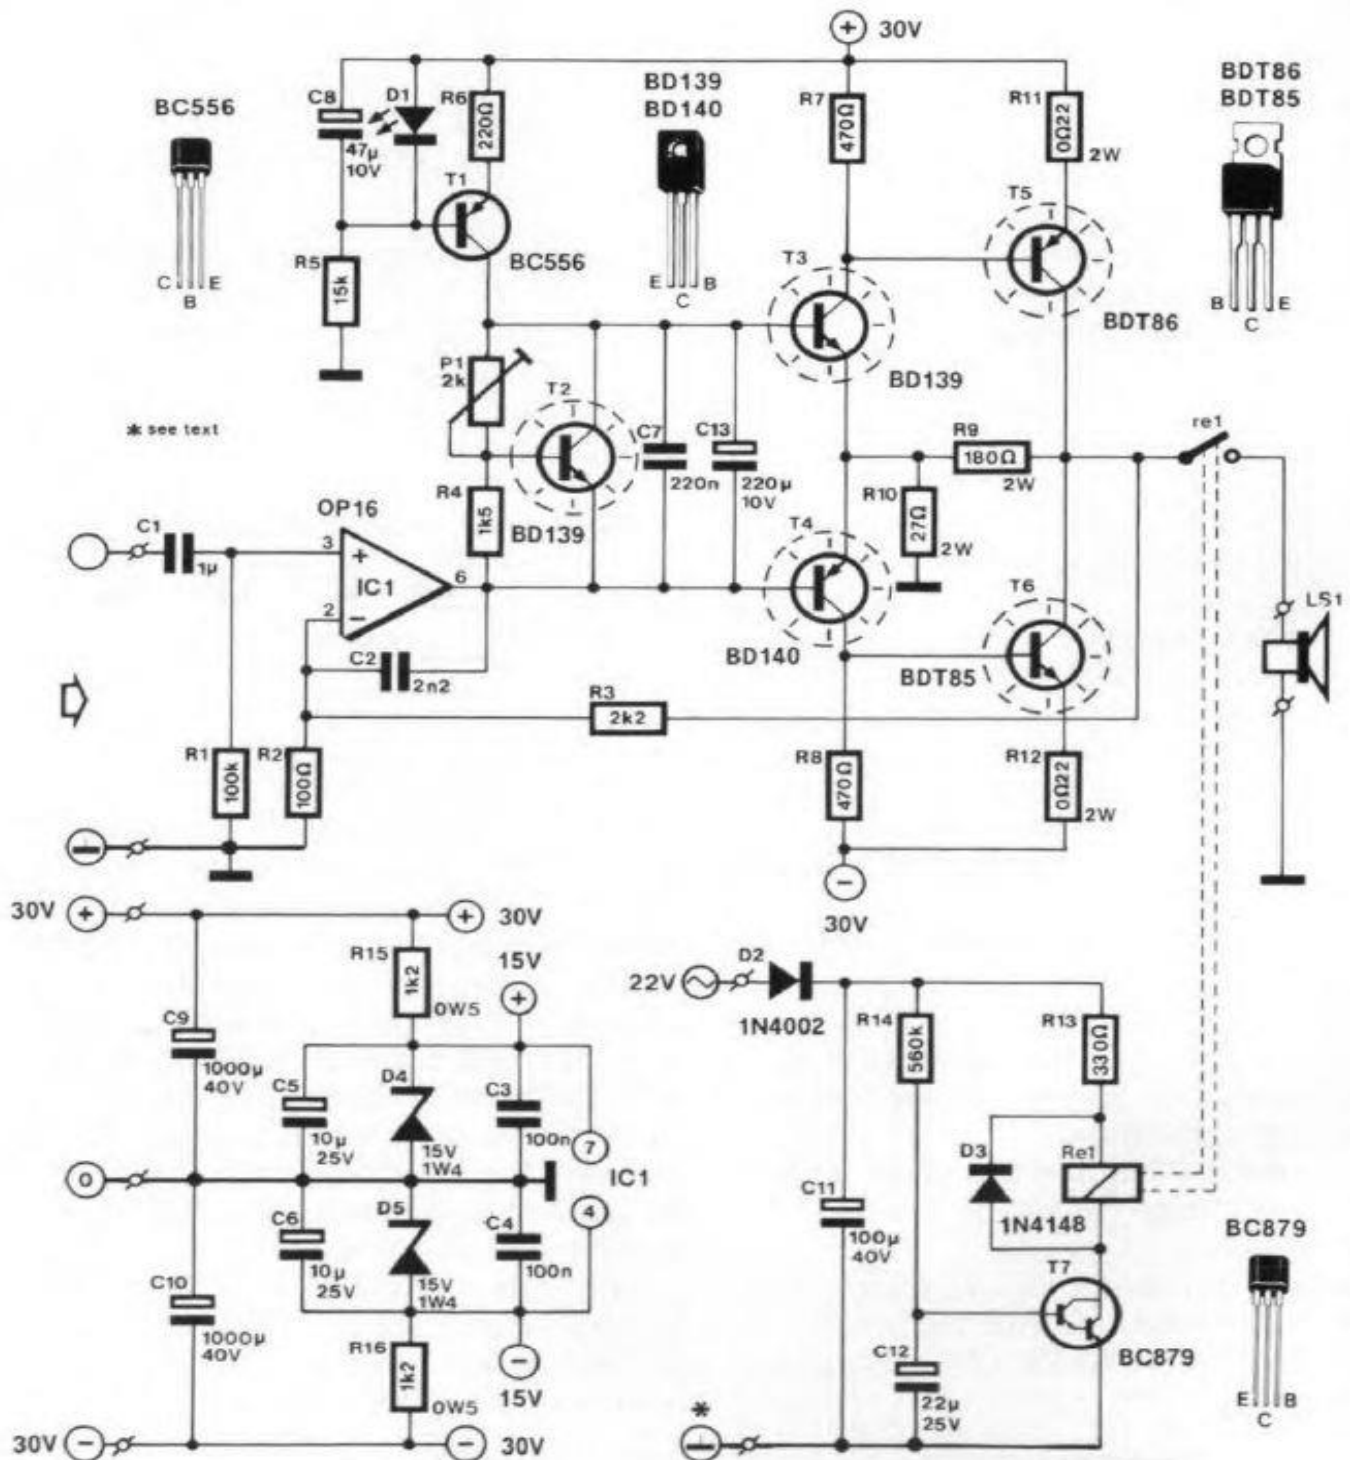 30V
BC556
C B E
C8
47µ
10V
D1
R6
220Ω
T1
BC556
R5
15k
BD139
BD140
E C B
R7
470Ω
R11
0Ω22
2W
BDT86
BDT85
B C E
T5
BDT86
T3
BD139
P1
2k
T2
BD139
C7
220n
C13
220µ
10V
* see text
R4
1k5
R9
180Ω
2W
R10
27Ω
2W
re1
OP16
C1
1µ
3
+
IC1
6
2
−
C2
2n2
T4
BD140
T6
BDT85
LS1
R3
2k2
R1
100k
R2
100Ω
R8
470Ω
R12
0Ω22
2W
−
30V
30V + + 30V
R15
1k2
0W5
15V
+
C9
1000µ
40V
C5
10µ
25V
D4
15V
1W4
C3
100n
7
0
IC1
C6
10µ
25V
D5
15V
1W4
C4
100n
4
C10
1000µ
40V
R16
1k2
0W5
−
15V
30V − − 30V
22V
D2
1N4002
R14
560k
R13
330Ω
D3
1N4148
Re1
C11
100µ
40V
T7
BC879
C12
22µ
25V
*
BC879
E C B